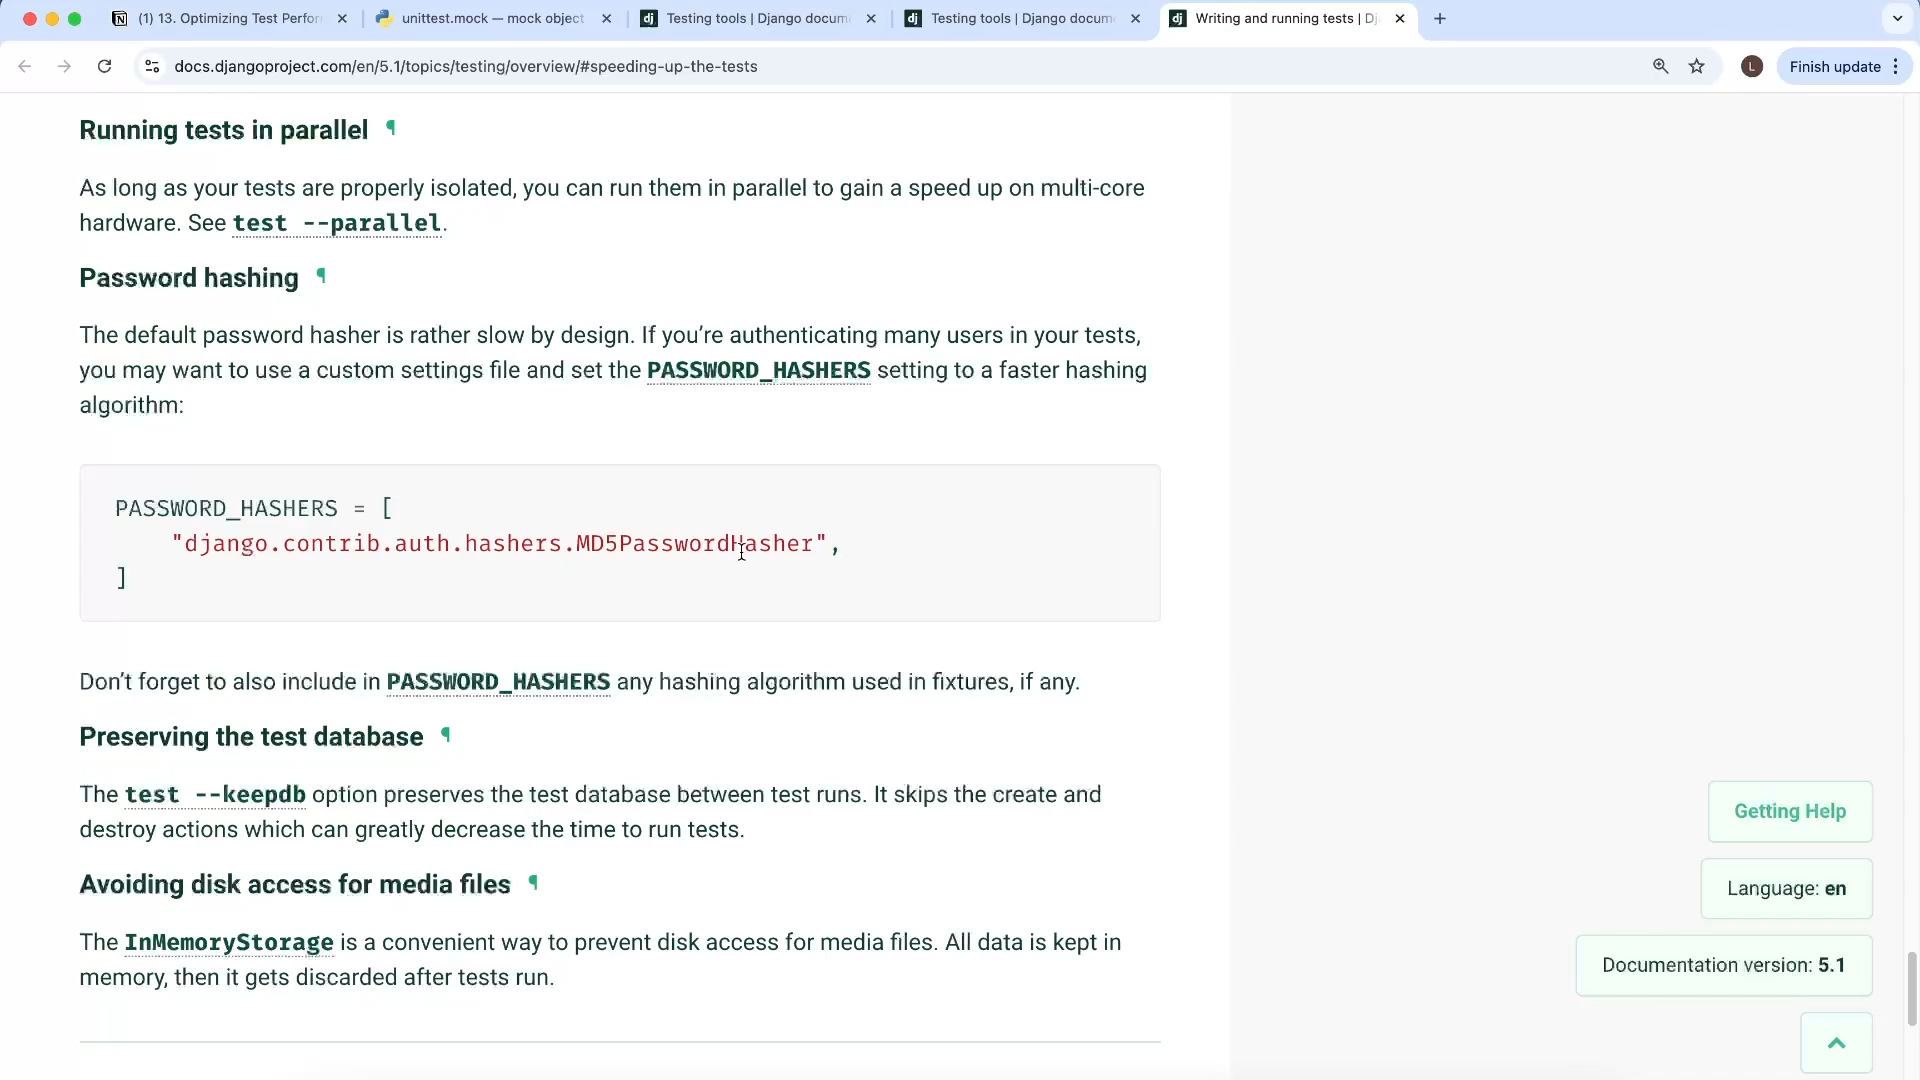 (1) 13. Optimizing Test Perfor
unittest.mock — mock object
Testing tools | Django docum
Testing tools | Django docum
Writing and running tests | Dj
docs.djangoproject.com/en/5.1/topics/testing/overview/#speeding-up-the-tests
L
Finish update
Running tests in parallel ¶
As long as your tests are properly isolated, you can run them in parallel to gain a speed up on multi-core
hardware. See test --parallel.
Password hashing ¶
The default password hasher is rather slow by design. If you’re authenticating many users in your tests,
you may want to use a custom settings file and set the PASSWORD_HASHERS setting to a faster hashing
algorithm:
PASSWORD_HASHERS = [
"django.contrib.auth.hashers.MD5PasswordHasher",
]
Don’t forget to also include in PASSWORD_HASHERS any hashing algorithm used in fixtures, if any.
Preserving the test database ¶
The test --keepdb option preserves the test database between test runs. It skips the create and
destroy actions which can greatly decrease the time to run tests.
Avoiding disk access for media files ¶
The InMemoryStorage is a convenient way to prevent disk access for media files. All data is kept in
memory, then it gets discarded after tests run.
Getting Help
Language: en
Documentation version: 5.1